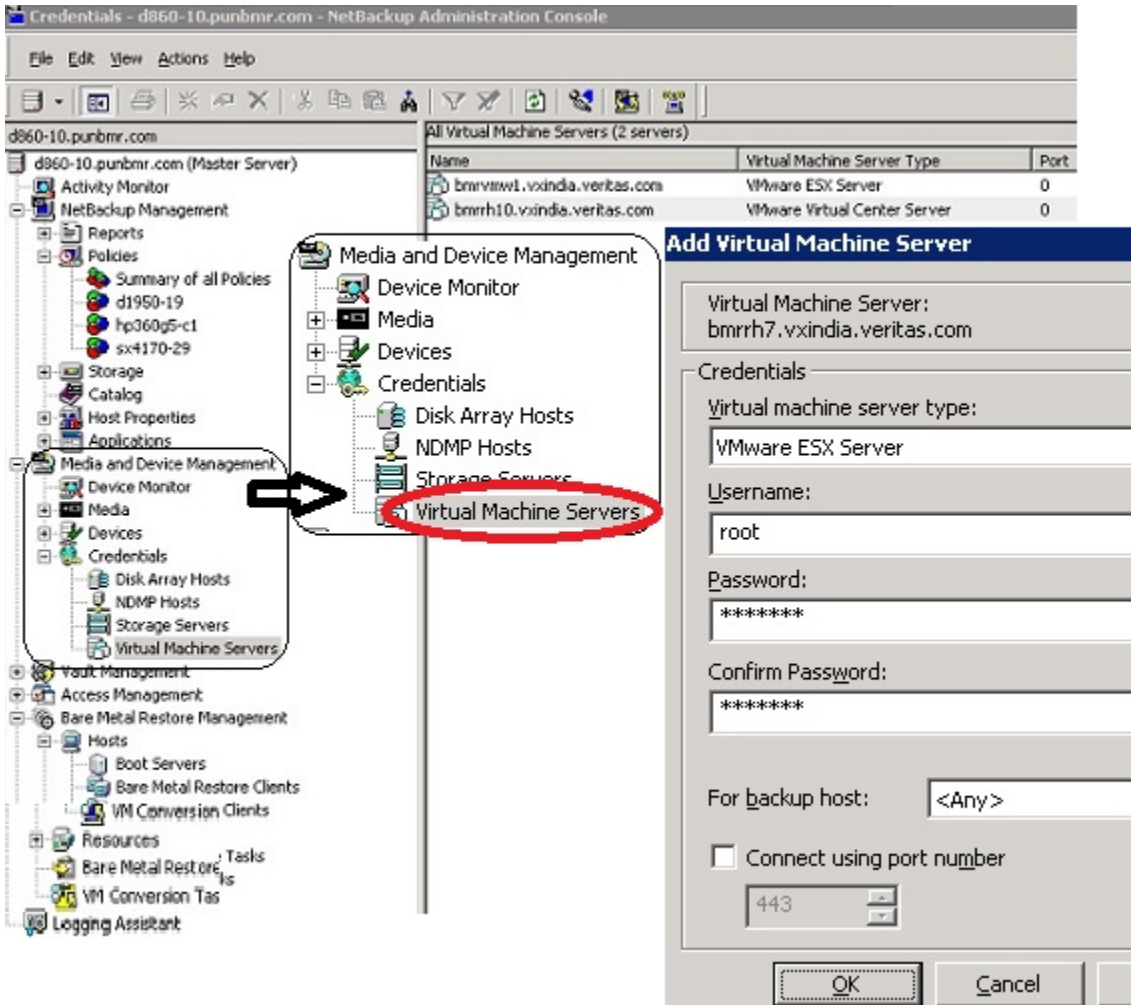 Credentials - d860-10.punbmr.com - NetBackup Administration Console
File Edit View Actions Help
d860-10.punbmr.com
d860-10.punbmr.com (Master Server)
Activity Monitor
NetBackup Management
Reports
Policies
Summary of all Policies
d1950-19
hp360g5-c1
sx4170-29
Storage
Catalog
Host Properties
Applications
Media and Device Management
Device Monitor
Media
Devices
Credentials
Disk Array Hosts
NDMP Hosts
Storage Servers
Virtual Machine Servers
Vault Management
Access Management
Bare Metal Restore Management
Hosts
Boot Servers
Bare Metal Restore Clients
VM Conversion Clients
Resources
Bare Metal Restore Tasks
VM Conversion Tas ks
Logging Assistant
All Virtual Machine Servers (2 servers)
Name Virtual Machine Server Type Port
bmrvmw1.vxindia.veritas.com VMware ESX Server 0
bmrrh10.vxindia.veritas.com VMware Virtual Center Server 0
Media and Device Management
Device Monitor
Media
Devices
Credentials
Disk Array Hosts
NDMP Hosts
Storage Servers
Virtual Machine Servers
Add Virtual Machine Server
Virtual Machine Server:
bmrrh7.vxindia.veritas.com
Credentials
Virtual machine server type:
VMware ESX Server
Username:
root
Password:
*******
Confirm Password:
*******
For backup host: <Any>
Connect using port number
443
OK Cancel